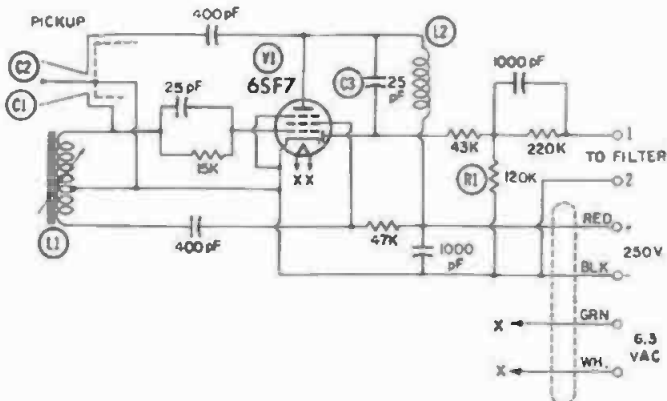 PICKUP
400 pF
C2
C1
L1
25 pF
15K
V1
6SF7
X X
400 pF
47K
C3
25 pF
L2
1000 pF
43K
220K
R1
120K
1000 pF
1
TO FILTER
2
RED
+
250V
BLK
-
GRN
X
6.3 VAC
WH.
X